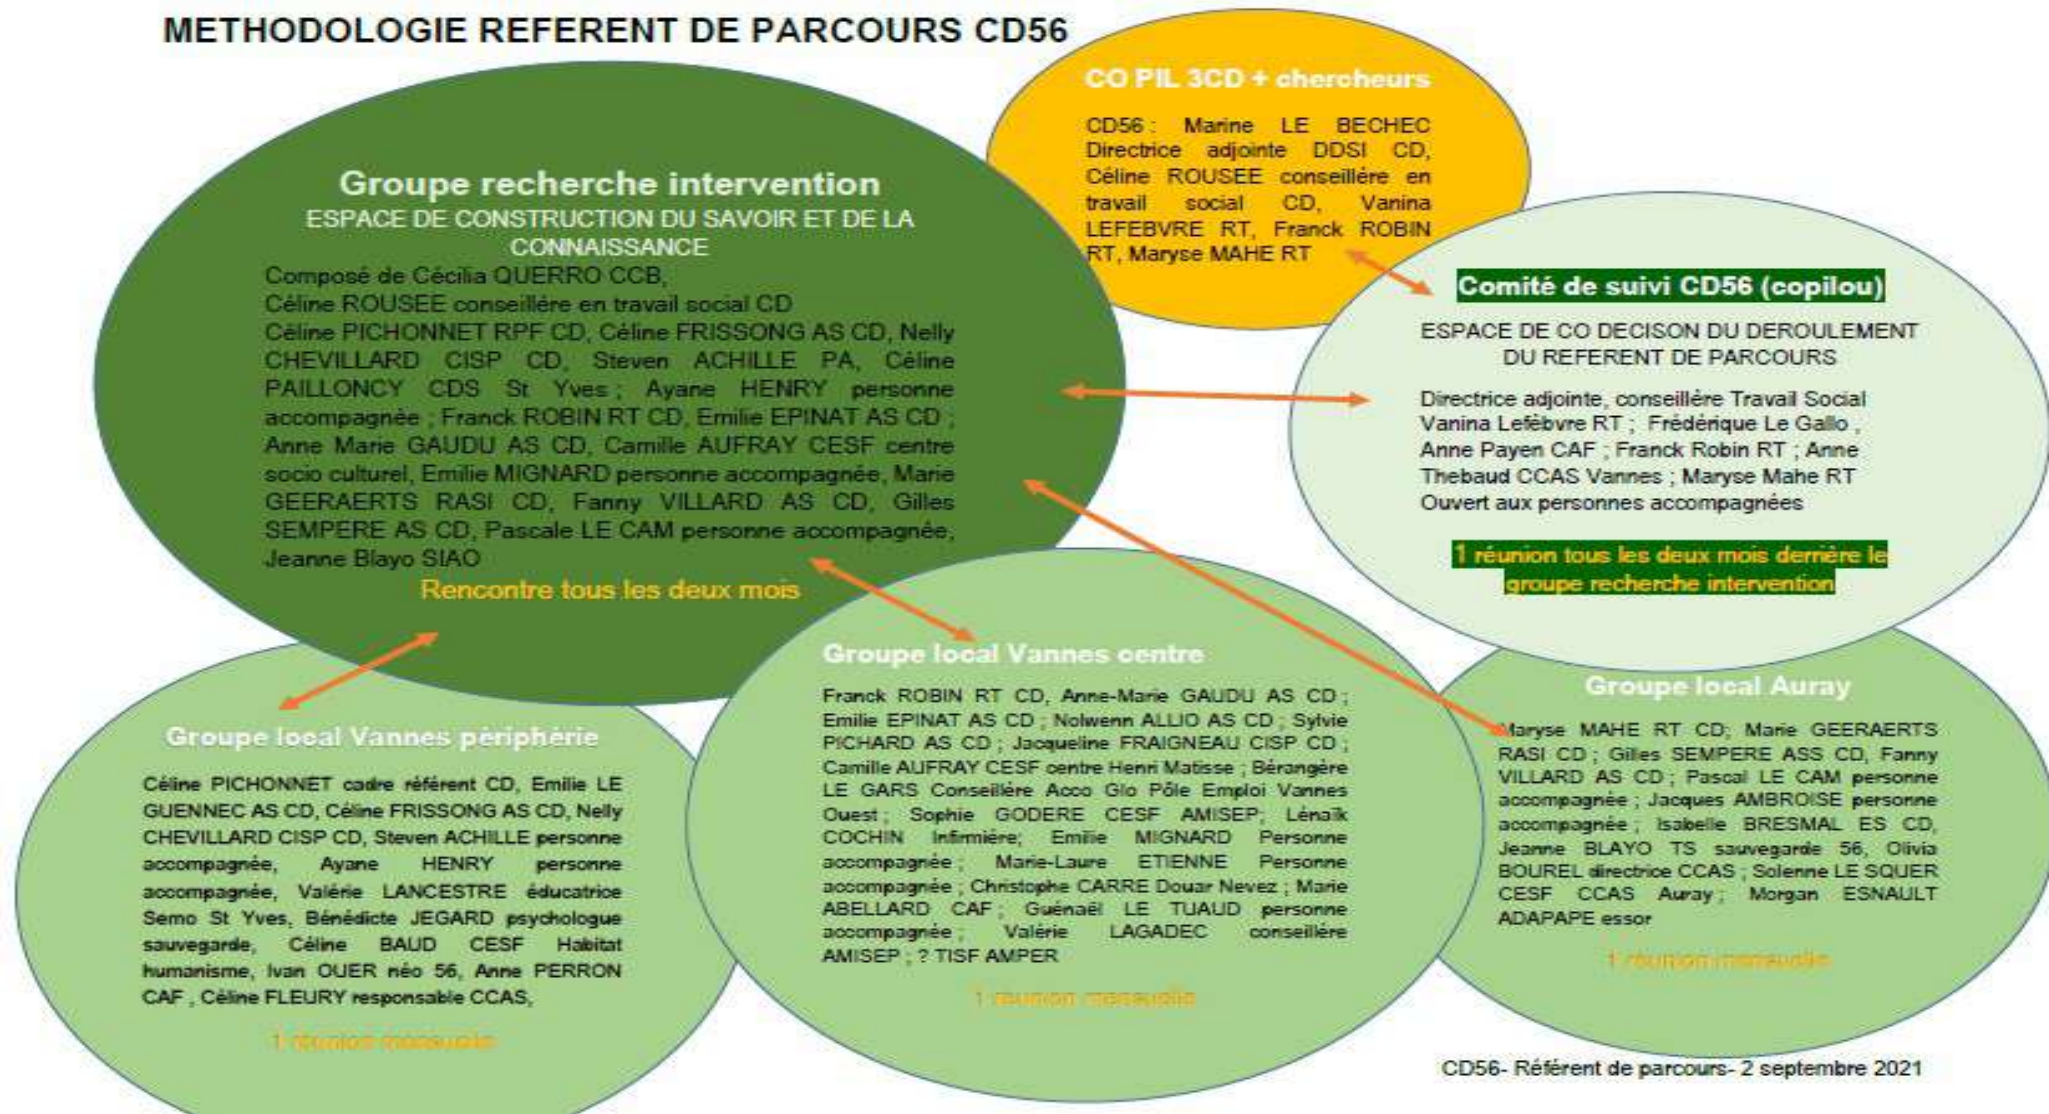 METHODOLOGIE REFERENT DE PARCOURS CD56
Groupe recherche intervention
ESPACE DE CONSTRUCTION DU SAVOIR ET DE LA
CONNAISSANCE
Composé de Cécilia QUERRO CCB,
Céline ROUSEE conseillère en travail social CD
Céline PICHONNET RPF CD, Céline FRISSONG AS CD, Nelly
CHEVILLARD CISP CD, Steven ACHILLE PA, Céline
PAILLONCY CDS St Yves ; Ayane HENRY personne
accompagnée ; Franck ROBIN RT CD, Emilie EPINAT AS CD ;
Anne Marie GAUDU AS CD, Camille AUFRAY CESF centre
socio culturel, Emilie MIGNARD personne accompagnée, Marie
GEERAERTS RASI CD, Fanny VILLARD AS CD, Gilles
SEMPERE AS CD, Pascale LE CAM personne accompagnée,
Jeanne Blayo SIAO
Rencontre tous les deux mois
CO PIL 3CD + chercheurs
CD56 : Marine LE BECHEC
Directrice adjointe DDSI CD,
Céline ROUSEE conseillère en
travail social CD, Vanina
LEFEBVRE RT, Franck ROBIN
RT, Maryse MAHE RT
Comité de suivi CD56 (copilou)
ESPACE DE CO DECISON DU DEROULEMENT
DU REFERENT DE PARCOURS
Directrice adjointe, conseillère Travail Social
Vanina Lefèbvre RT ; Frédérique Le Gallo ,
Anne Payen CAF ; Franck Robin RT ; Anne
Thebaud CCAS Vannes ; Maryse Mahe RT
Ouvert aux personnes accompagnées
1 réunion tous les deux mois derrière le
groupe recherche intervention
Groupe local Vannes périphérie
Céline PICHONNET cadre référent CD, Emilie LE
GUENNEC AS CD, Céline FRISSONG AS CD, Nelly
CHEVILLARD CISP CD, Steven ACHILLE personne
accompagnée, Ayane HENRY personne
accompagnée, Valérie LANCESTRE éducatrice
Semo St Yves, Bénédicte JEGARD psychologue
sauvegarde, Céline BAUD CESF Habitat
humanisme, Ivan OUER néo 56, Anne PERRON
CAF , Céline FLEURY responsable CCAS,
1 réunion mensuelle
Groupe local Vannes centre
Franck ROBIN RT CD, Anne-Marie GAUDU AS CD ;
Emilie EPINAT AS CD ; Nolwenn ALLIO AS CD ; Sylvie
PICHARD AS CD ; Jacqueline FRAIGNEAU CISP CD ;
Camille AUFRAY CESF centre Henri Matisse ; Bérangère
LE GARS Conseillère Acco Glo Pôle Emploi Vannes
Ouest ; Sophie GODERE CESF AMISEP; Lénaïk
COCHIN Infirmière; Emilie MIGNARD Personne
accompagnée ; Marie-Laure ETIENNE Personne
accompagnée ; Christophe CARRE Douar Nevez ; Marie
ABELLARD CAF ; Guénaël LE TUAUD personne
accompagnée ; Valérie LAGADEC conseillère
AMISEP ; ? TISF AMPER
1 réunion mensuelle
Groupe local Auray
Maryse MAHE RT CD; Marie GEERAERTS
RASI CD ; Gilles SEMPERE ASS CD, Fanny
VILLARD AS CD ; Pascal LE CAM personne
accompagnée ; Jacques AMBROISE personne
accompagnée ; Isabelle BRESMAL ES CD,
Jeanne BLAYO TS sauvegarde 56, Olivia
BOUREL directrice CCAS ; Solenne LE SQUER
CESF CCAS Auray ; Morgan ESNAULT
ADAPAPE essor
1 réunion mensuelle
CD56- Référent de parcours- 2 septembre 2021